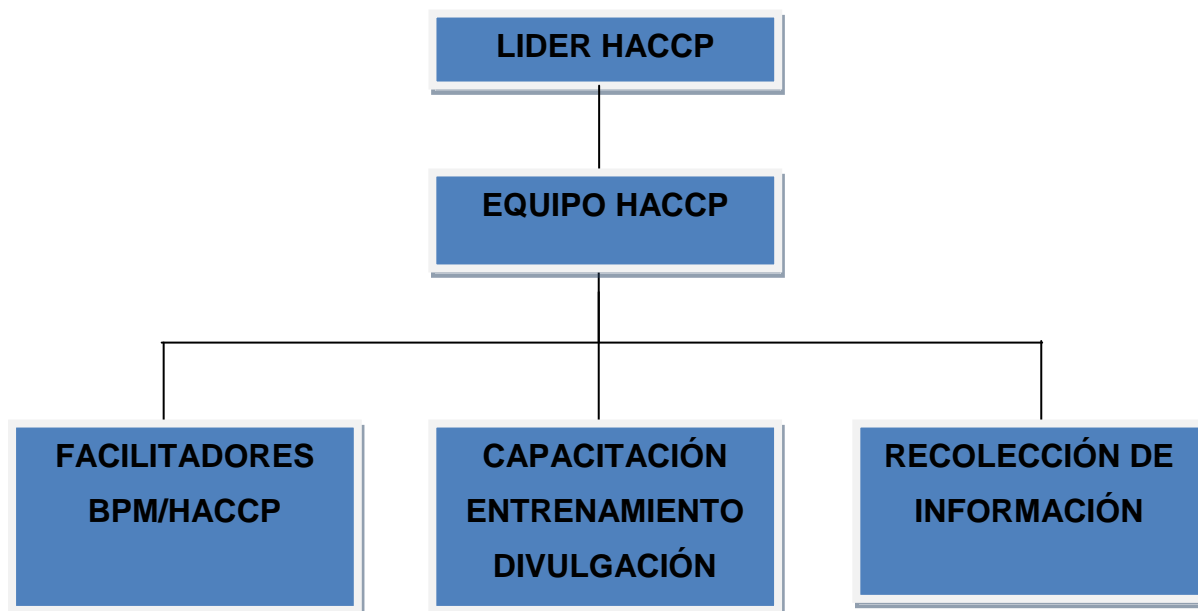 LIDER HACCP
EQUIPO HACCP
FACILITADORES
BPM/HACCP
CAPACITACIÓN
ENTRENAMIENTO
DIVULGACIÓN
RECOLECCIÓN DE
INFORMACIÓN